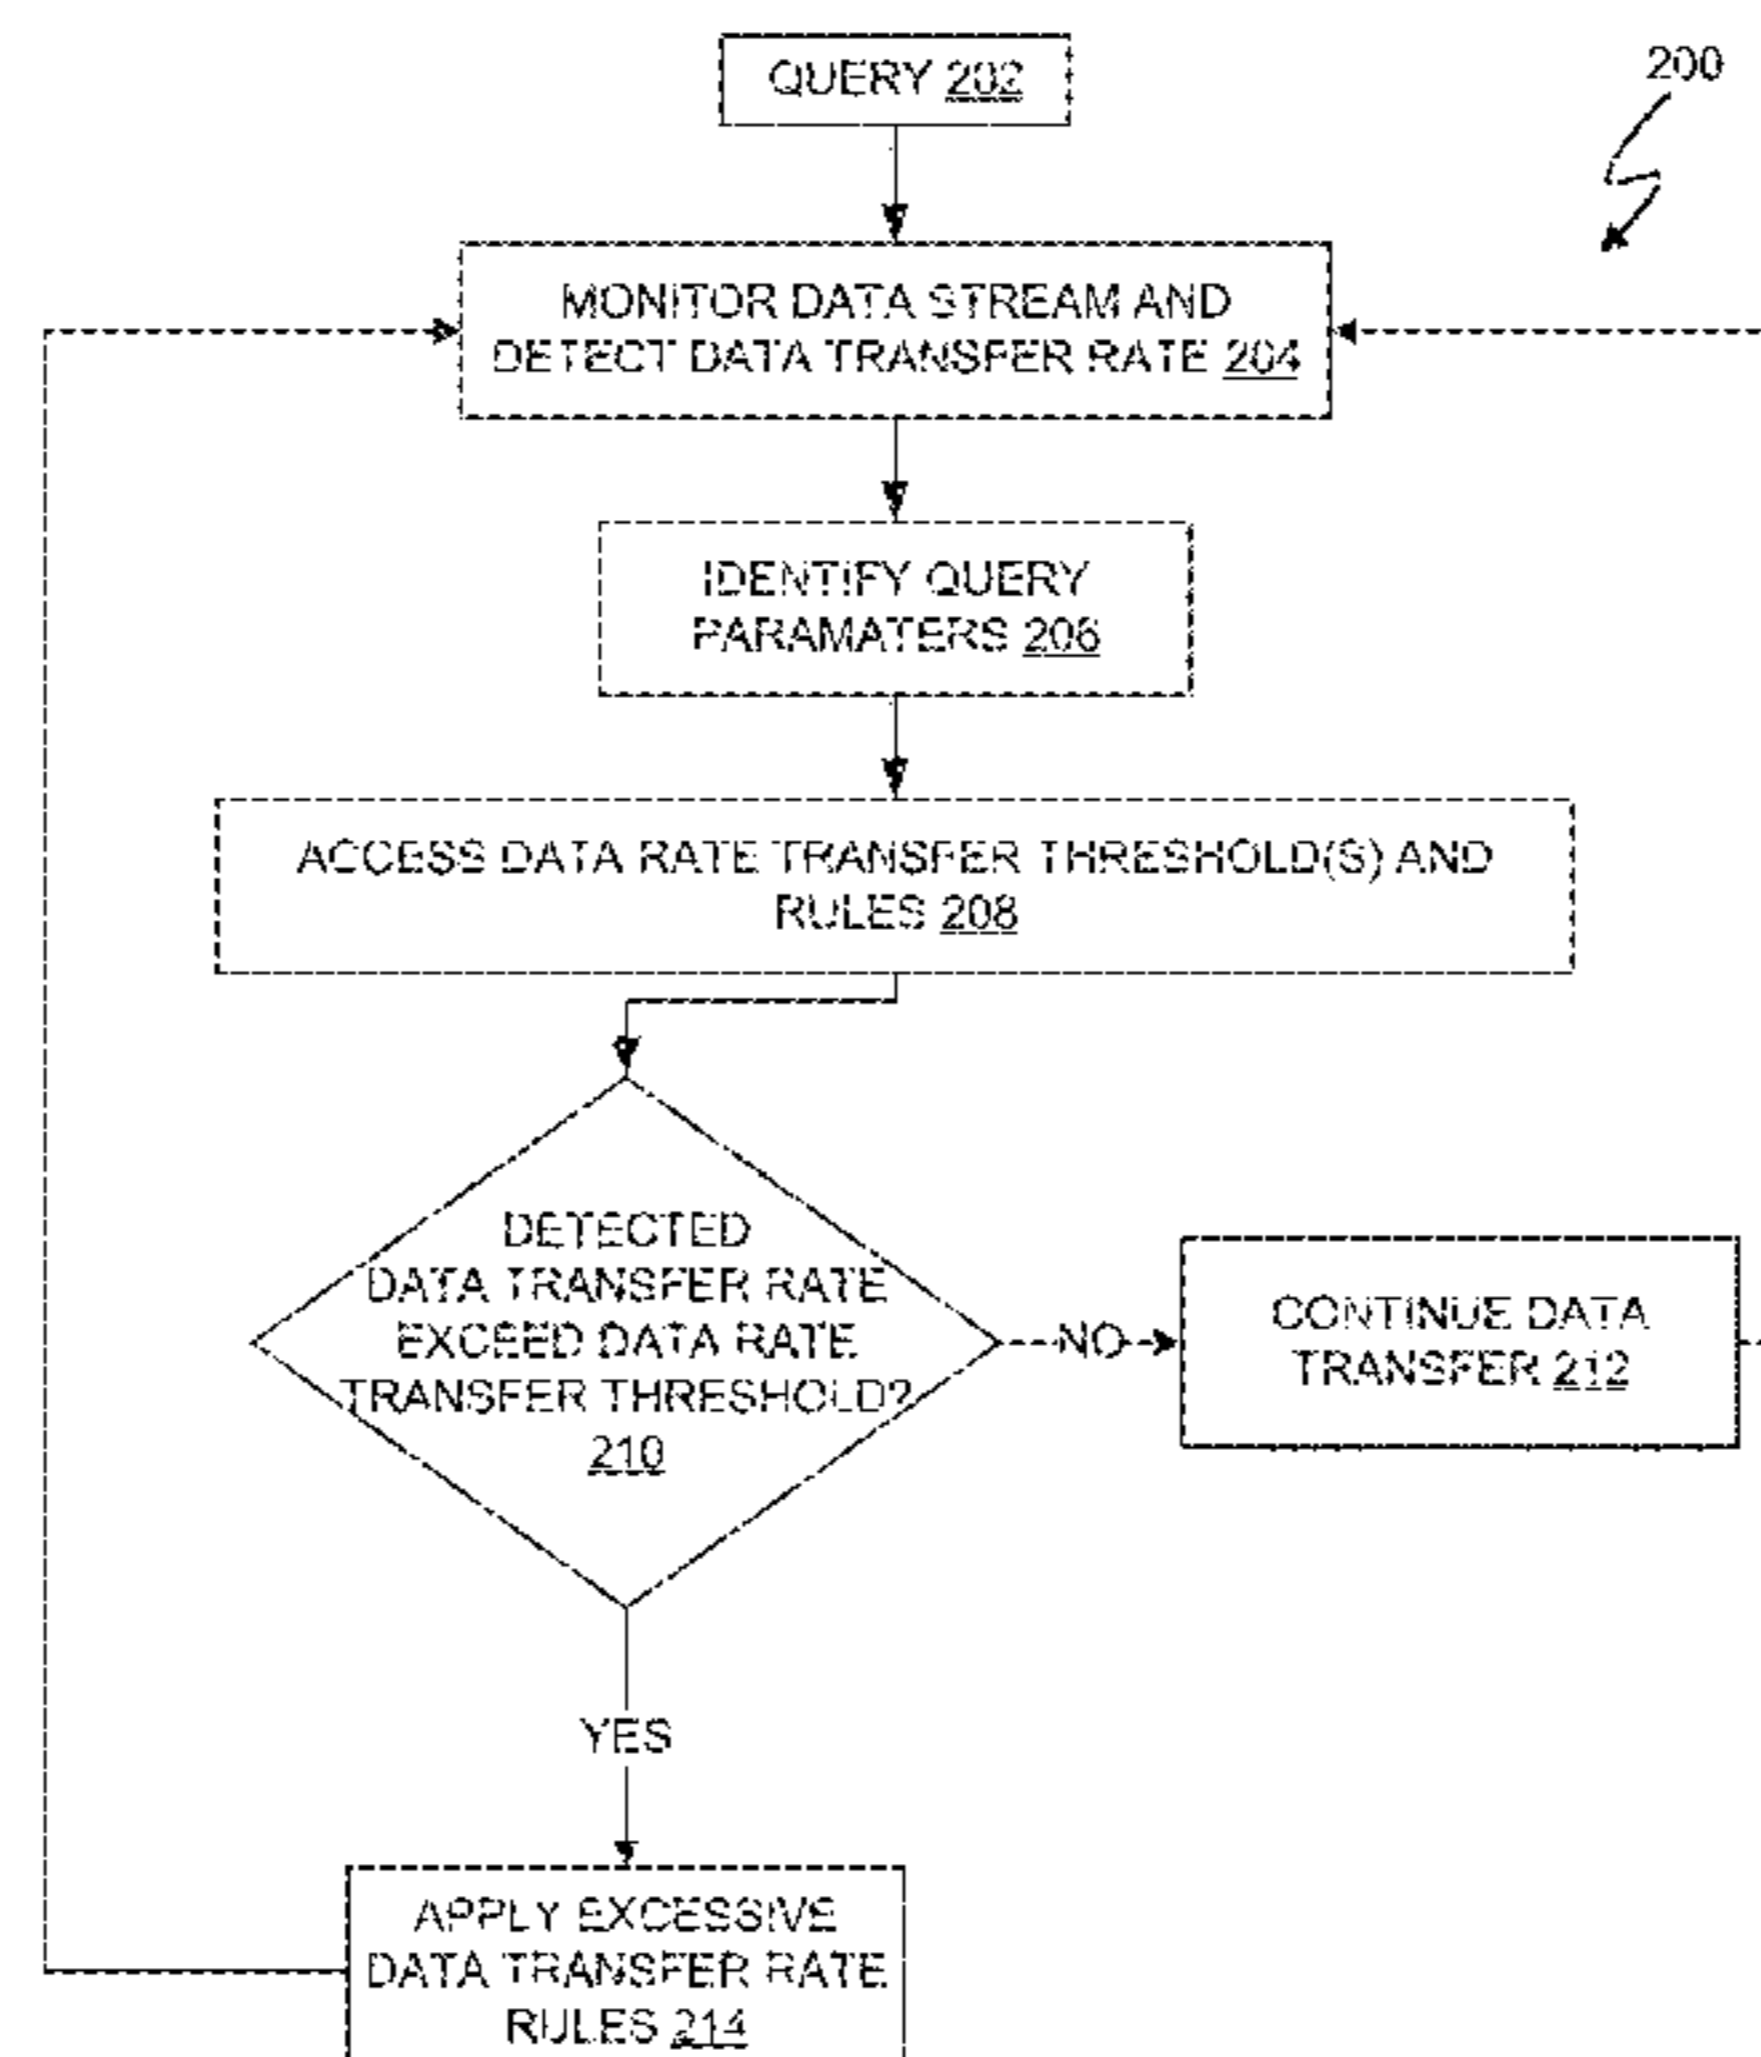 QUERY 202
200
MONITOR DATA STREAM AND
DETECT DATA TRANSFER RATE 204
IDENTIFY QUERY
PARAMATERS 206
ACCESS DATA RATE TRANSFER THRESHOLD(S) AND
RULES 208
DETECTED
DATA TRANSFER RATE
EXCEED DATA RATE
TRANSFER THRESHOLD?
210
NO
CONTINUE DATA
TRANSFER 212
YES
APPLY EXCESSIVE
DATA TRANSFER RATE
RULES 214